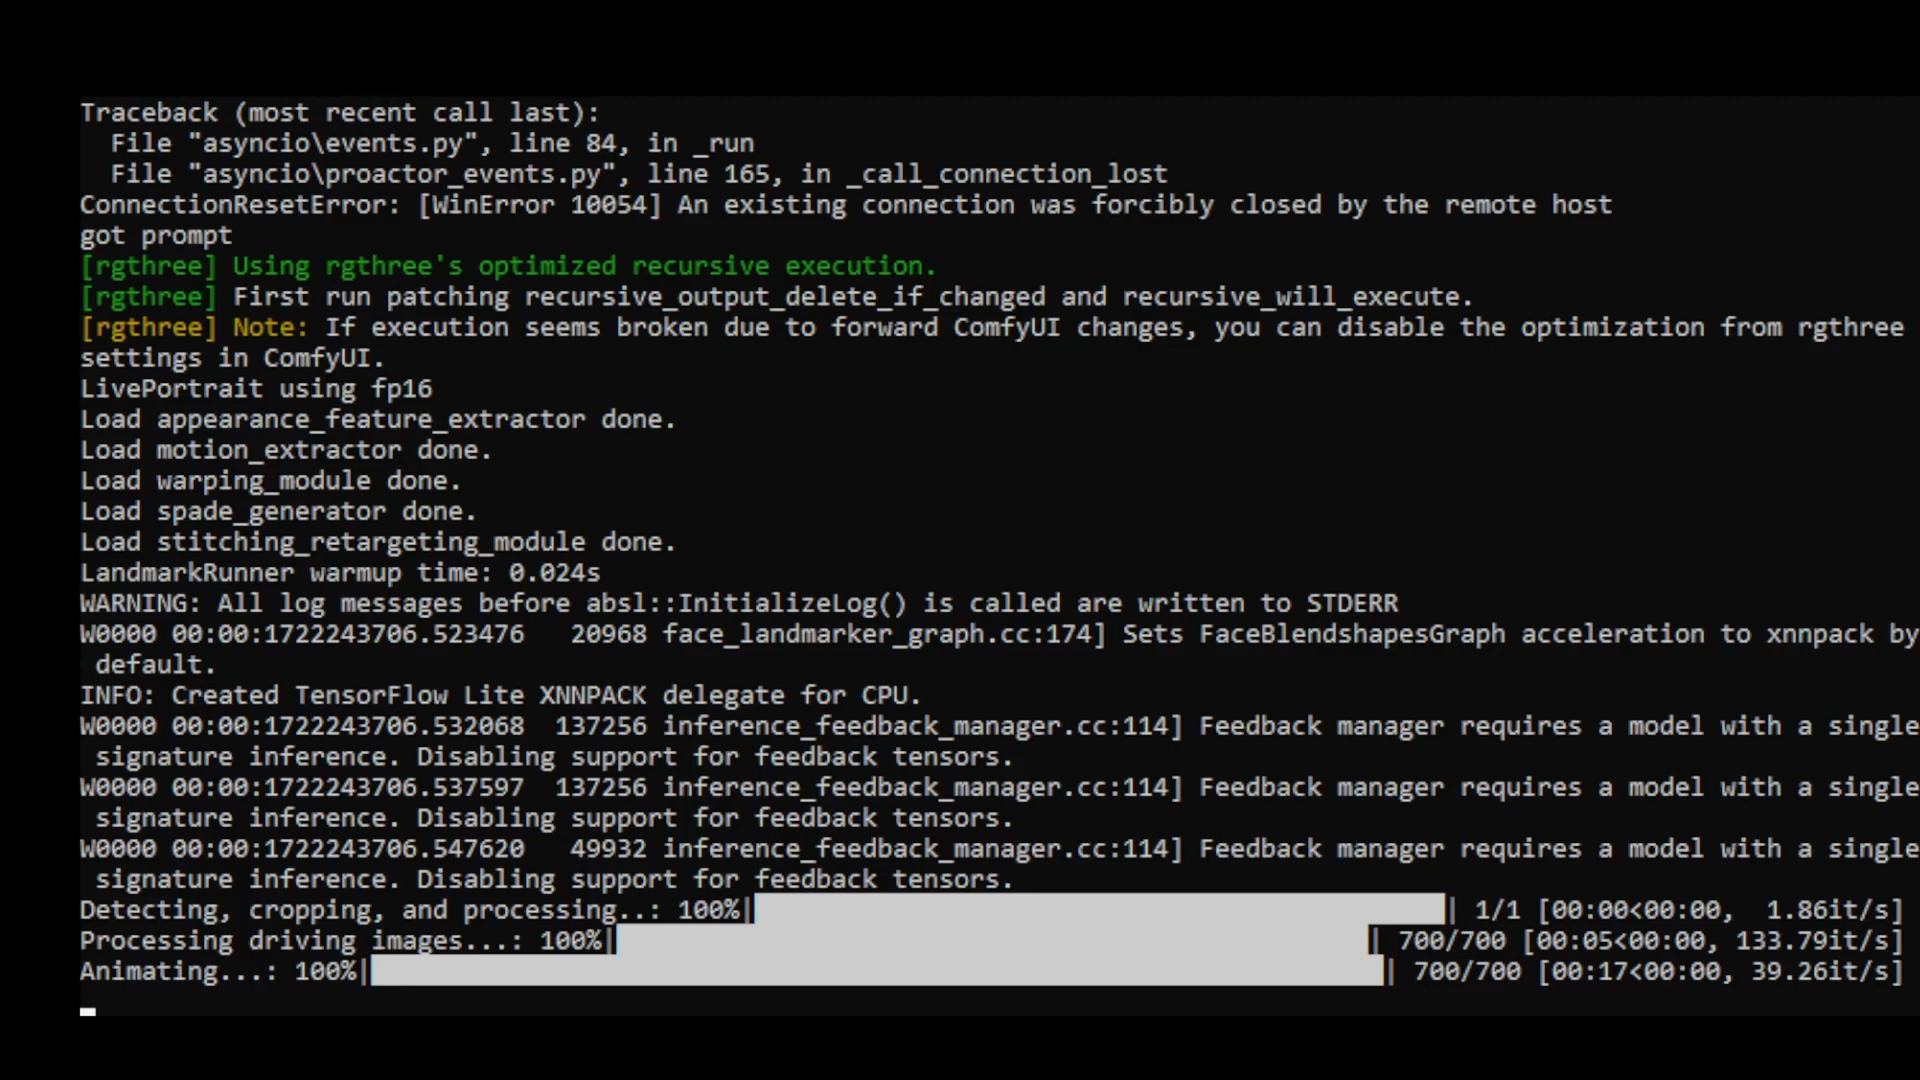 Traceback (most recent call last):
  File "asyncio\events.py", line 84, in _run
  File "asyncio\proactor_events.py", line 165, in _call_connection_lost
ConnectionResetError: [WinError 10054] An existing connection was forcibly closed by the remote host
got prompt
[rgthree] Using rgthree's optimized recursive execution.
[rgthree] First run patching recursive_output_delete_if_changed and recursive_will_execute.
[rgthree] Note: If execution seems broken due to forward ComfyUI changes, you can disable the optimization from rgthree
settings in ComfyUI.
LivePortrait using fp16
Load appearance_feature_extractor done.
Load motion_extractor done.
Load warping_module done.
Load spade_generator done.
Load stitching_retargeting_module done.
LandmarkRunner warmup time: 0.024s
WARNING: All log messages before absl::InitializeLog() is called are written to STDERR
W0000 00:00:1722243706.523476   20968 face_landmarker_graph.cc:174] Sets FaceBlendshapesGraph acceleration to xnnpack by
 default.
INFO: Created TensorFlow Lite XNNPACK delegate for CPU.
W0000 00:00:1722243706.532068  137256 inference_feedback_manager.cc:114] Feedback manager requires a model with a single
 signature inference. Disabling support for feedback tensors.
W0000 00:00:1722243706.537597  137256 inference_feedback_manager.cc:114] Feedback manager requires a model with a single
 signature inference. Disabling support for feedback tensors.
W0000 00:00:1722243706.547620   49932 inference_feedback_manager.cc:114] Feedback manager requires a model with a single
 signature inference. Disabling support for feedback tensors.
Detecting, cropping, and processing..: 100%| | 1/1 [00:00<00:00,  1.86it/s]
Processing driving images...: 100%| | 700/700 [00:05<00:00, 133.79it/s]
Animating...: 100%| | 700/700 [00:17<00:00, 39.26it/s]